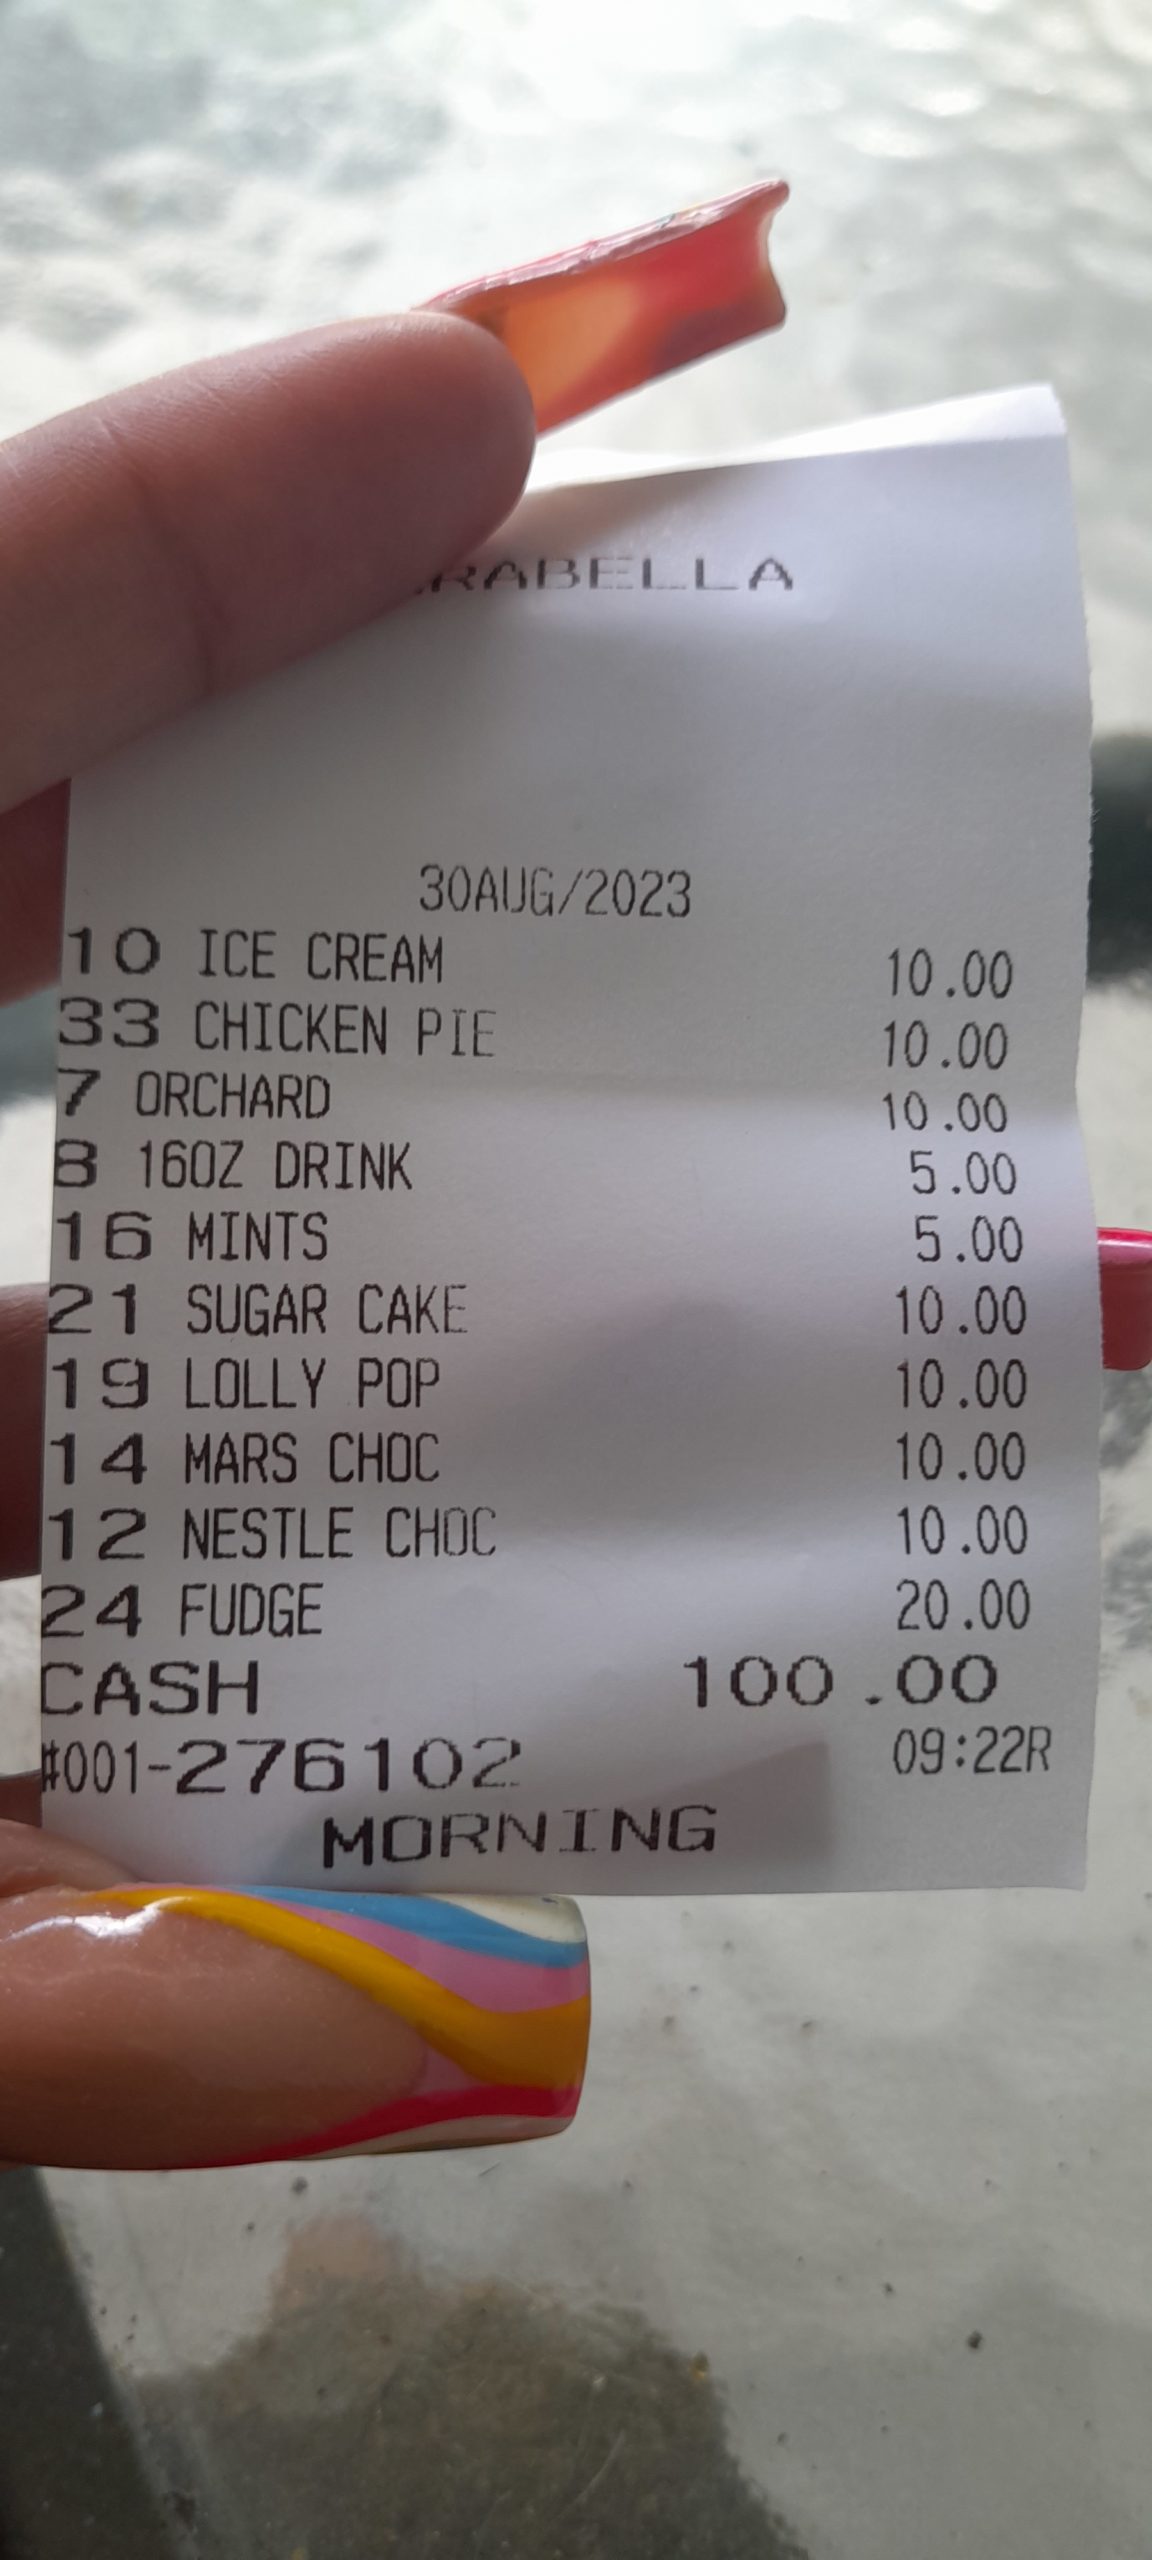 RABELLA
30AUG/2023
10 ICE CREAM 10.00
33 CHICKEN PIE 10.00
7 ORCHARD 10.00
8 16OZ DRINK 5.00
16 MINTS 5.00
21 SUGAR CAKE 10.00
19 LOLLY POP 10.00
14 MARS CHOC 10.00
12 NESTLE CHOC 10.00
24 FUDGE 20.00
CASH 100.00
#001-276102 09:22R
MORNING